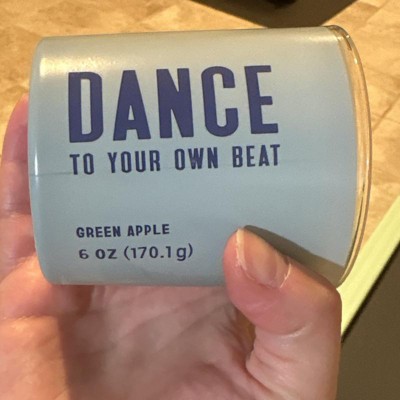 DANCE
TO YOUR OWN BEAT
GREEN APPLE
6 OZ (170.1g)